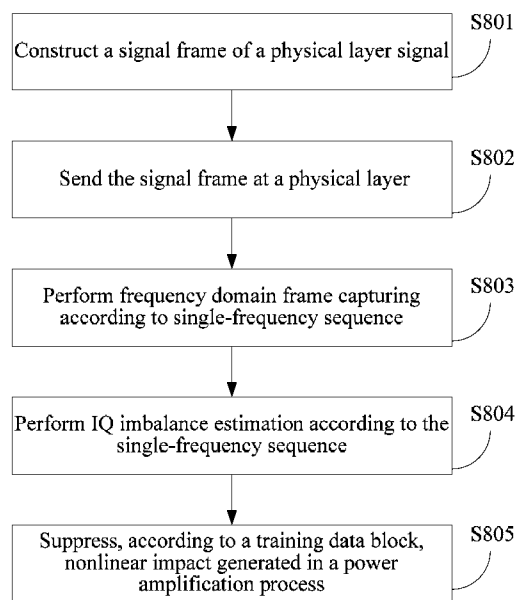 S801
Construct a signal frame of a physical layer signal
S802
Send the signal frame at a physical layer
S803
Perform frequency domain frame capturing
according to single-frequency sequence
S804
Perform IQ imbalance estimation according to the
single-frequency sequence
S805
Suppress, according to a training data block,
nonlinear impact generated in a power
amplification process